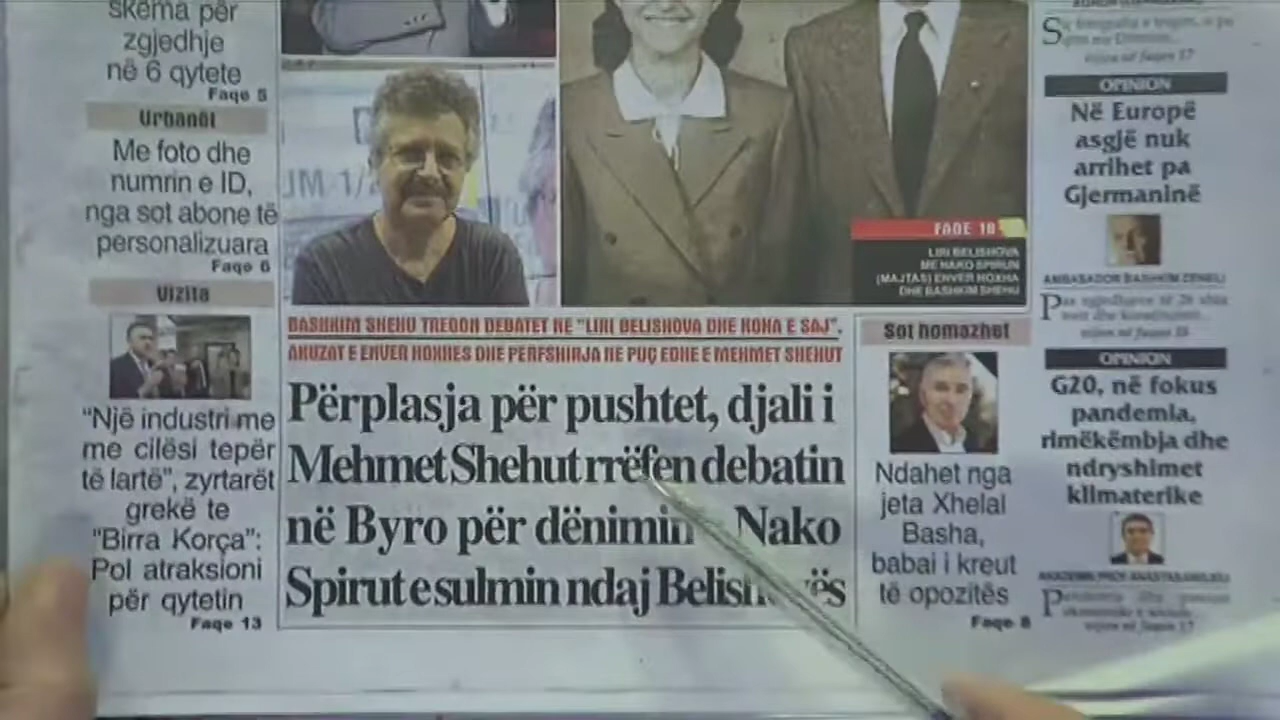 skema për
zgjedhje
në 6 qytete
Faqe 5
Urbanët
Me foto dhe
numrin e ID,
nga sot abone të
personalizuara
Faqe 6
Vizita
"Një industri me
me cilësi tepër
të lartë", zyrtarët
grekë te
"Birra Korça":
Pol atraksioni
për qytetin
Faqe 13
FAQE 18
LIRI BELISHOVA
ME NAKO SPIRUN
(MAJTAS) ENVER HOXHA
DHE BASHKIM SHEHU
BASHKIM SHEHU TREGON DEBATET NE "LIRI BELISHOVA DHE KOHA E SAJ",
AKUZAT E ENVER HOXHES DHE PERFSHIRJA NE PUÇ EDHE E MEHMET SHEHUT
Përplasja për pushtet, djali i
Mehmet Shehut rrëfen debatin
në Byro për dënimin Nako
Spirut e sulmin ndaj
Sot homazhet
Ndahet nga
jeta Xhelal
Basha,
babai i kreut
të opozitës
Faqe 8
OPINION
Në Europë
asgjë nuk
arrihet pa
Gjermaninë
AMBASADOR BASHKIM ZENELI
OPINION
G20, në fokus
pandemia,
rimëkëmbja dhe
ndryshimet
klimaterike